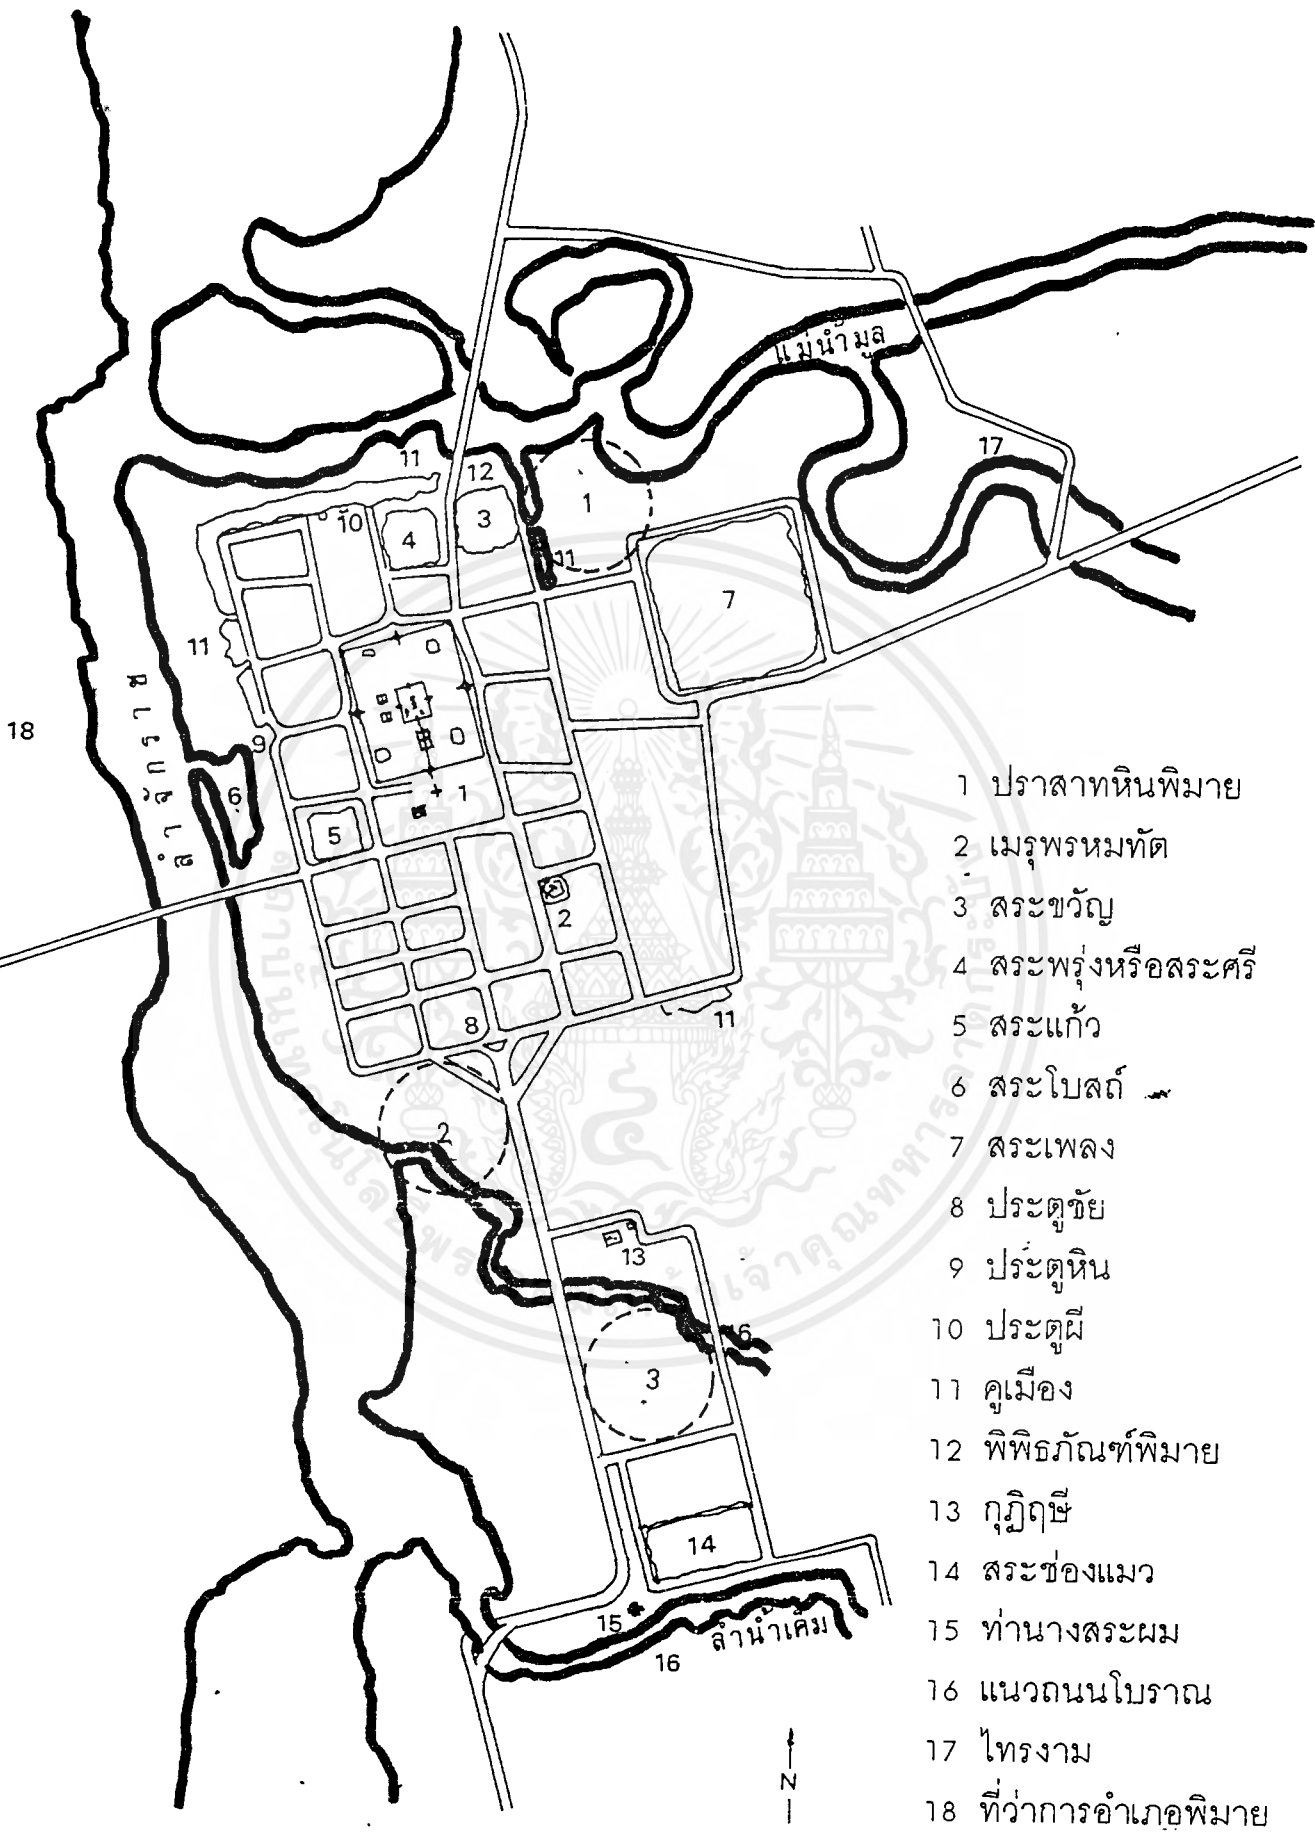 แม่น้ำมูล
17
11
12
1
10
4
3
11
7
11
ลำจักราช
18
9
6
1
5
2
8
11
2
13
16
3
14
15
ลำน้ำเค็ม
16
N
1 ปราสาทหินพิมาย
2 เมรุพรหมทัต
3 สระขวัญ
4 สระพรุ่งหรือสระศรี
5 สระแก้ว
6 สระโบสถ์
7 สระเพลง
8 ประตูชัย
9 ประตูหิน
10 ประตูผี
11 คูเมือง
12 พิพิธภัณฑ์พิมาย
13 กุฏิฤษี
14 สระช่องแมว
15 ท่านางสระผม
16 แนวถนนโบราณ
17 ไทรงาม
18 ที่ว่าการอำเภอพิมาย